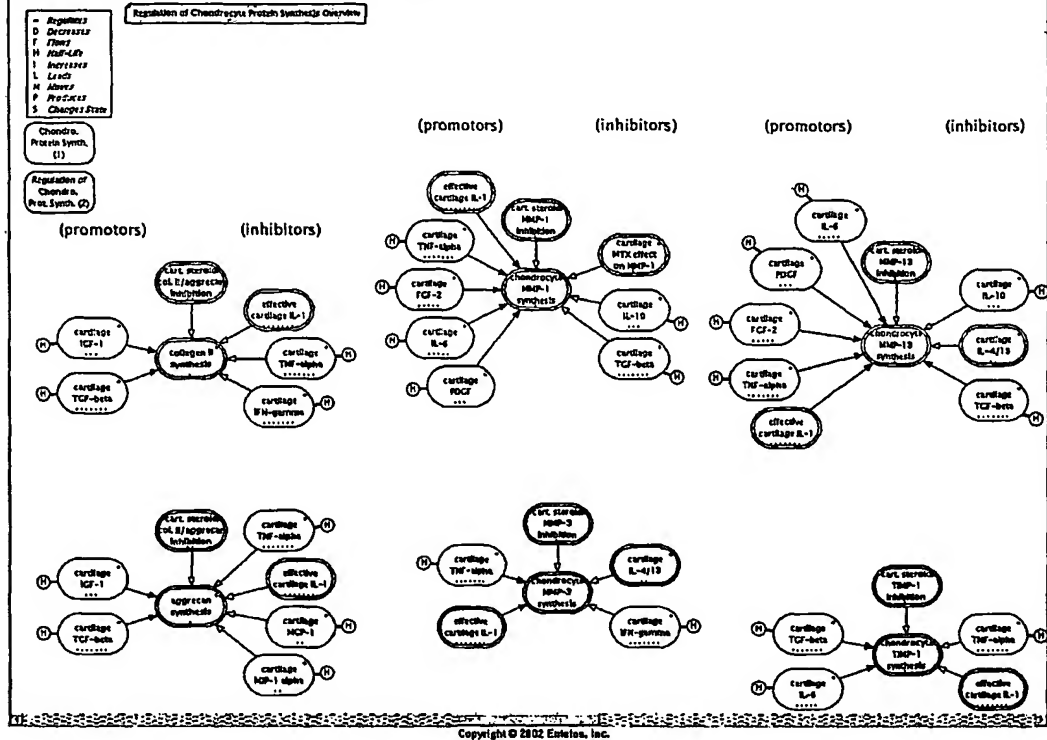 Regulation of Chondrocyte Protein Synthesis Overview
— Regulates
D Decreases
F Flows
H Half-Life
I Increases
L Leads
M Moves
P Produces
S Changes State
Chondro.
Protein Synth.
(1)
Regulation of
Chondro.
Prot. Synth. (2)
(promotors) (inhibitors)
cart. steroid
col. II/aggrecan
inhibition
effective
cartilage IL-1
H
cartilage
IGF-1
collagen II
synthesis
cartilage
TNF-alpha
H
H
cartilage
TGF-beta
cartilage
IFN-gamma
H
(promotors) (inhibitors)
effective
cartilage IL-1
cart. steroid
MMP-1
inhibition
H
cartilage
TNF-alpha
cartilage
MTX effect
on MMP-1
chondrocyte
MMP-1
synthesis
H
cartilage
FGF-2
cartilage
IL-10
H
H
cartilage
IL-6
cartilage
TGF-beta
H
H
cartilage
PDGF
(promotors) (inhibitors)
H
cartilage
IL-6
H
cartilage
PDGF
cart. steroid
MMP-13
inhibition
cartilage
IL-10
H
H
cartilage
FGF-2
chondrocyte
MMP-13
synthesis
cartilage
IL-4/13
H
cartilage
TNF-alpha
cartilage
TGF-beta
H
effective
cartilage IL-1
cart. steroid
col. II/aggrecan
inhibition
cartilage
TNF-alpha
H
H
cartilage
IGF-1
effective
cartilage IL-1
aggrecan
synthesis
H
cartilage
TGF-beta
cartilage
MCP-1
H
cartilage
MIP-1 alpha
H
cart. steroid
MMP-3
inhibition
H
cartilage
TNF-alpha
cartilage
IL-4/13
chondrocyte
MMP-3
synthesis
effective
cartilage IL-1
cartilage
IFN-gamma
H
cart. steroid
TIMP-1
inhibition
H
cartilage
TGF-beta
cartilage
TNF-alpha
H
chondrocyte
TIMP-1
synthesis
H
cartilage
IL-6
effective
cartilage IL-1
Copyright © 2002 Entelos, Inc.